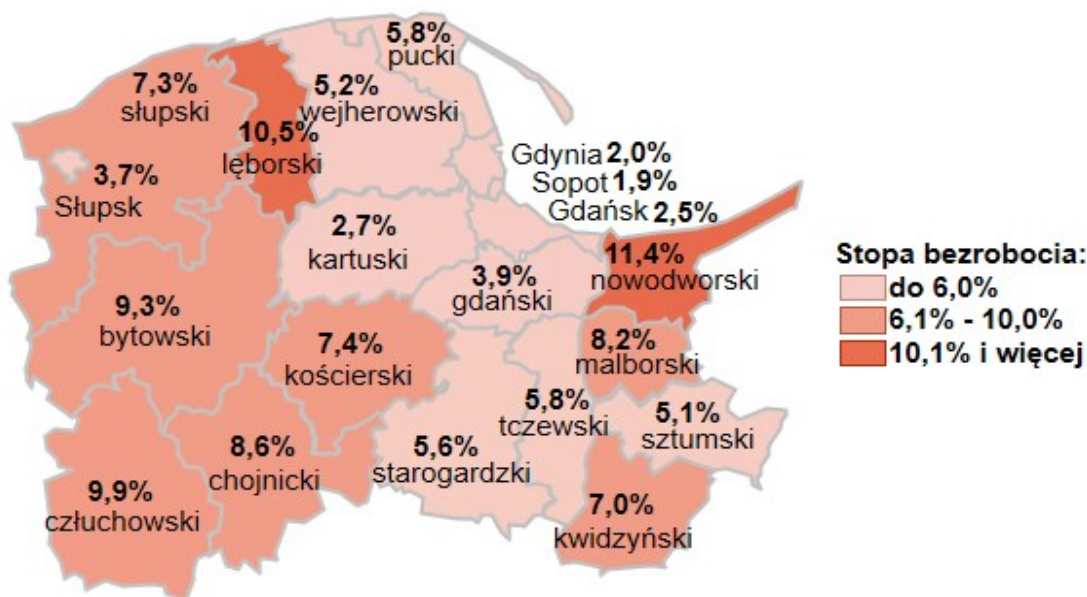 5,8%
pucki
7,3%
słupski
5,2%
wejherowski
10,5%
lęborski
Gdynia 2,0%
Sopot 1,9%
Gdańsk 2,5%
3,7%
Słupsk
2,7%
kartuski
3,9%
gdański
11,4%
nowodworski
9,3%
bytowski
7,4%
kościerski
8,2%
malborski
5,8%
tczewski
5,1%
sztumski
8,6%
chojnicki
5,6%
starogardzki
9,9%
człuchowski
7,0%
kwidzyński
Stopa bezrobocia:
do 6,0%
6,1% - 10,0%
10,1% i więcej